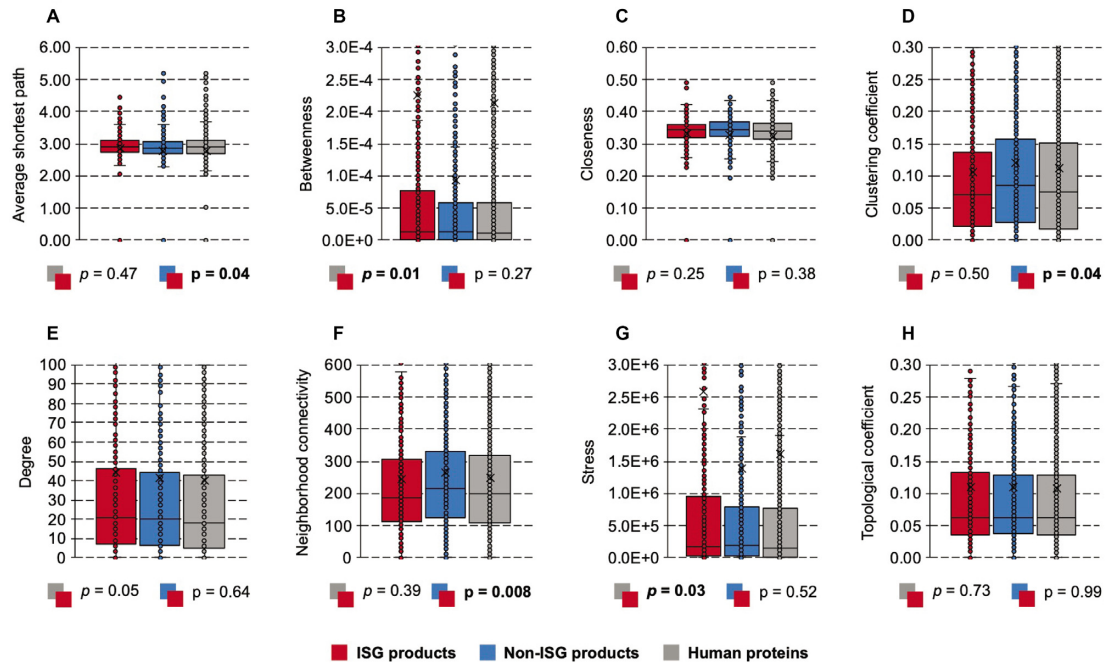 A
B
C
D
Average shortest path
6.00
5.00
4.00
3.00
2.00
1.00
0.00
Betweenness
3.0E-4
2.5E-4
2.0E-4
1.5E-4
1.0E-4
5.0E-5
0.0E+0
Closeness
0.60
0.50
0.40
0.30
0.20
0.10
0.00
Clustering coefficient
0.30
0.25
0.20
0.15
0.10
0.05
0.00
p = 0.47
p = 0.04
p = 0.01
p = 0.27
p = 0.25
p = 0.38
p = 0.50
p = 0.04
E
F
G
H
Degree
100
90
80
70
60
50
40
30
20
10
0
Neighborhood connectivity
600
500
400
300
200
100
0
Stress
3.0E+6
2.5E+6
2.0E+6
1.5E+6
1.0E+6
5.0E+5
0.0E+0
Topological coefficient
0.30
0.25
0.20
0.15
0.10
0.05
0.00
p = 0.05
p = 0.64
p = 0.39
p = 0.008
p = 0.03
p = 0.52
p = 0.73
p = 0.99
ISG products
Non-ISG products
Human proteins